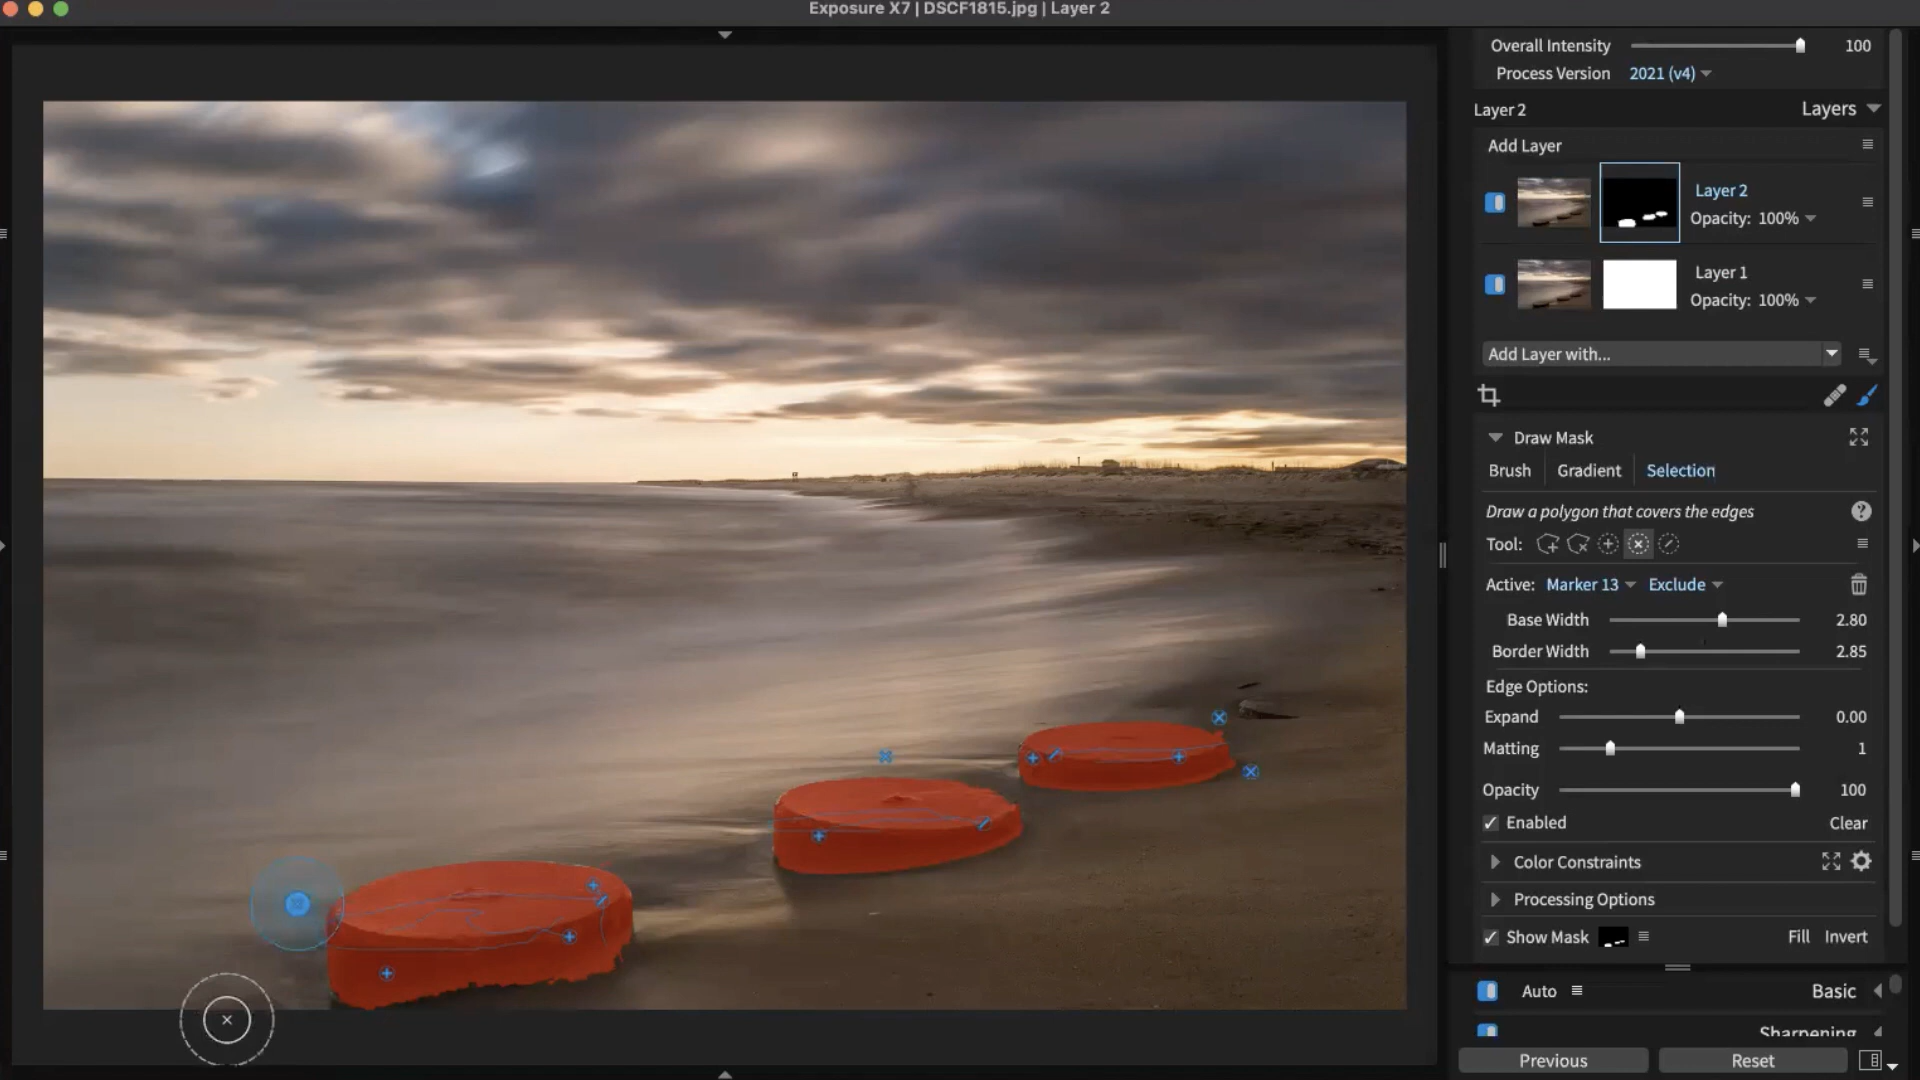 Exposure X7 | DSCF1815.jpg | Layer 2
Overall Intensity 100
Process Version 2021 (v4)
Layer 2 Layers
Add Layer
Layer 2
Opacity: 100%
Layer 1
Opacity: 100%
Add Layer with...
Draw Mask
Brush Gradient Selection
Draw a polygon that covers the edges
Tool:
Active: Marker 13 Exclude
Base Width 2.80
Border Width 2.85
Edge Options:
Expand 0.00
Matting 1
Opacity 100
Enabled Clear
Color Constraints
Processing Options
Show Mask Fill Invert
Auto Basic
Sharpening
Previous Reset